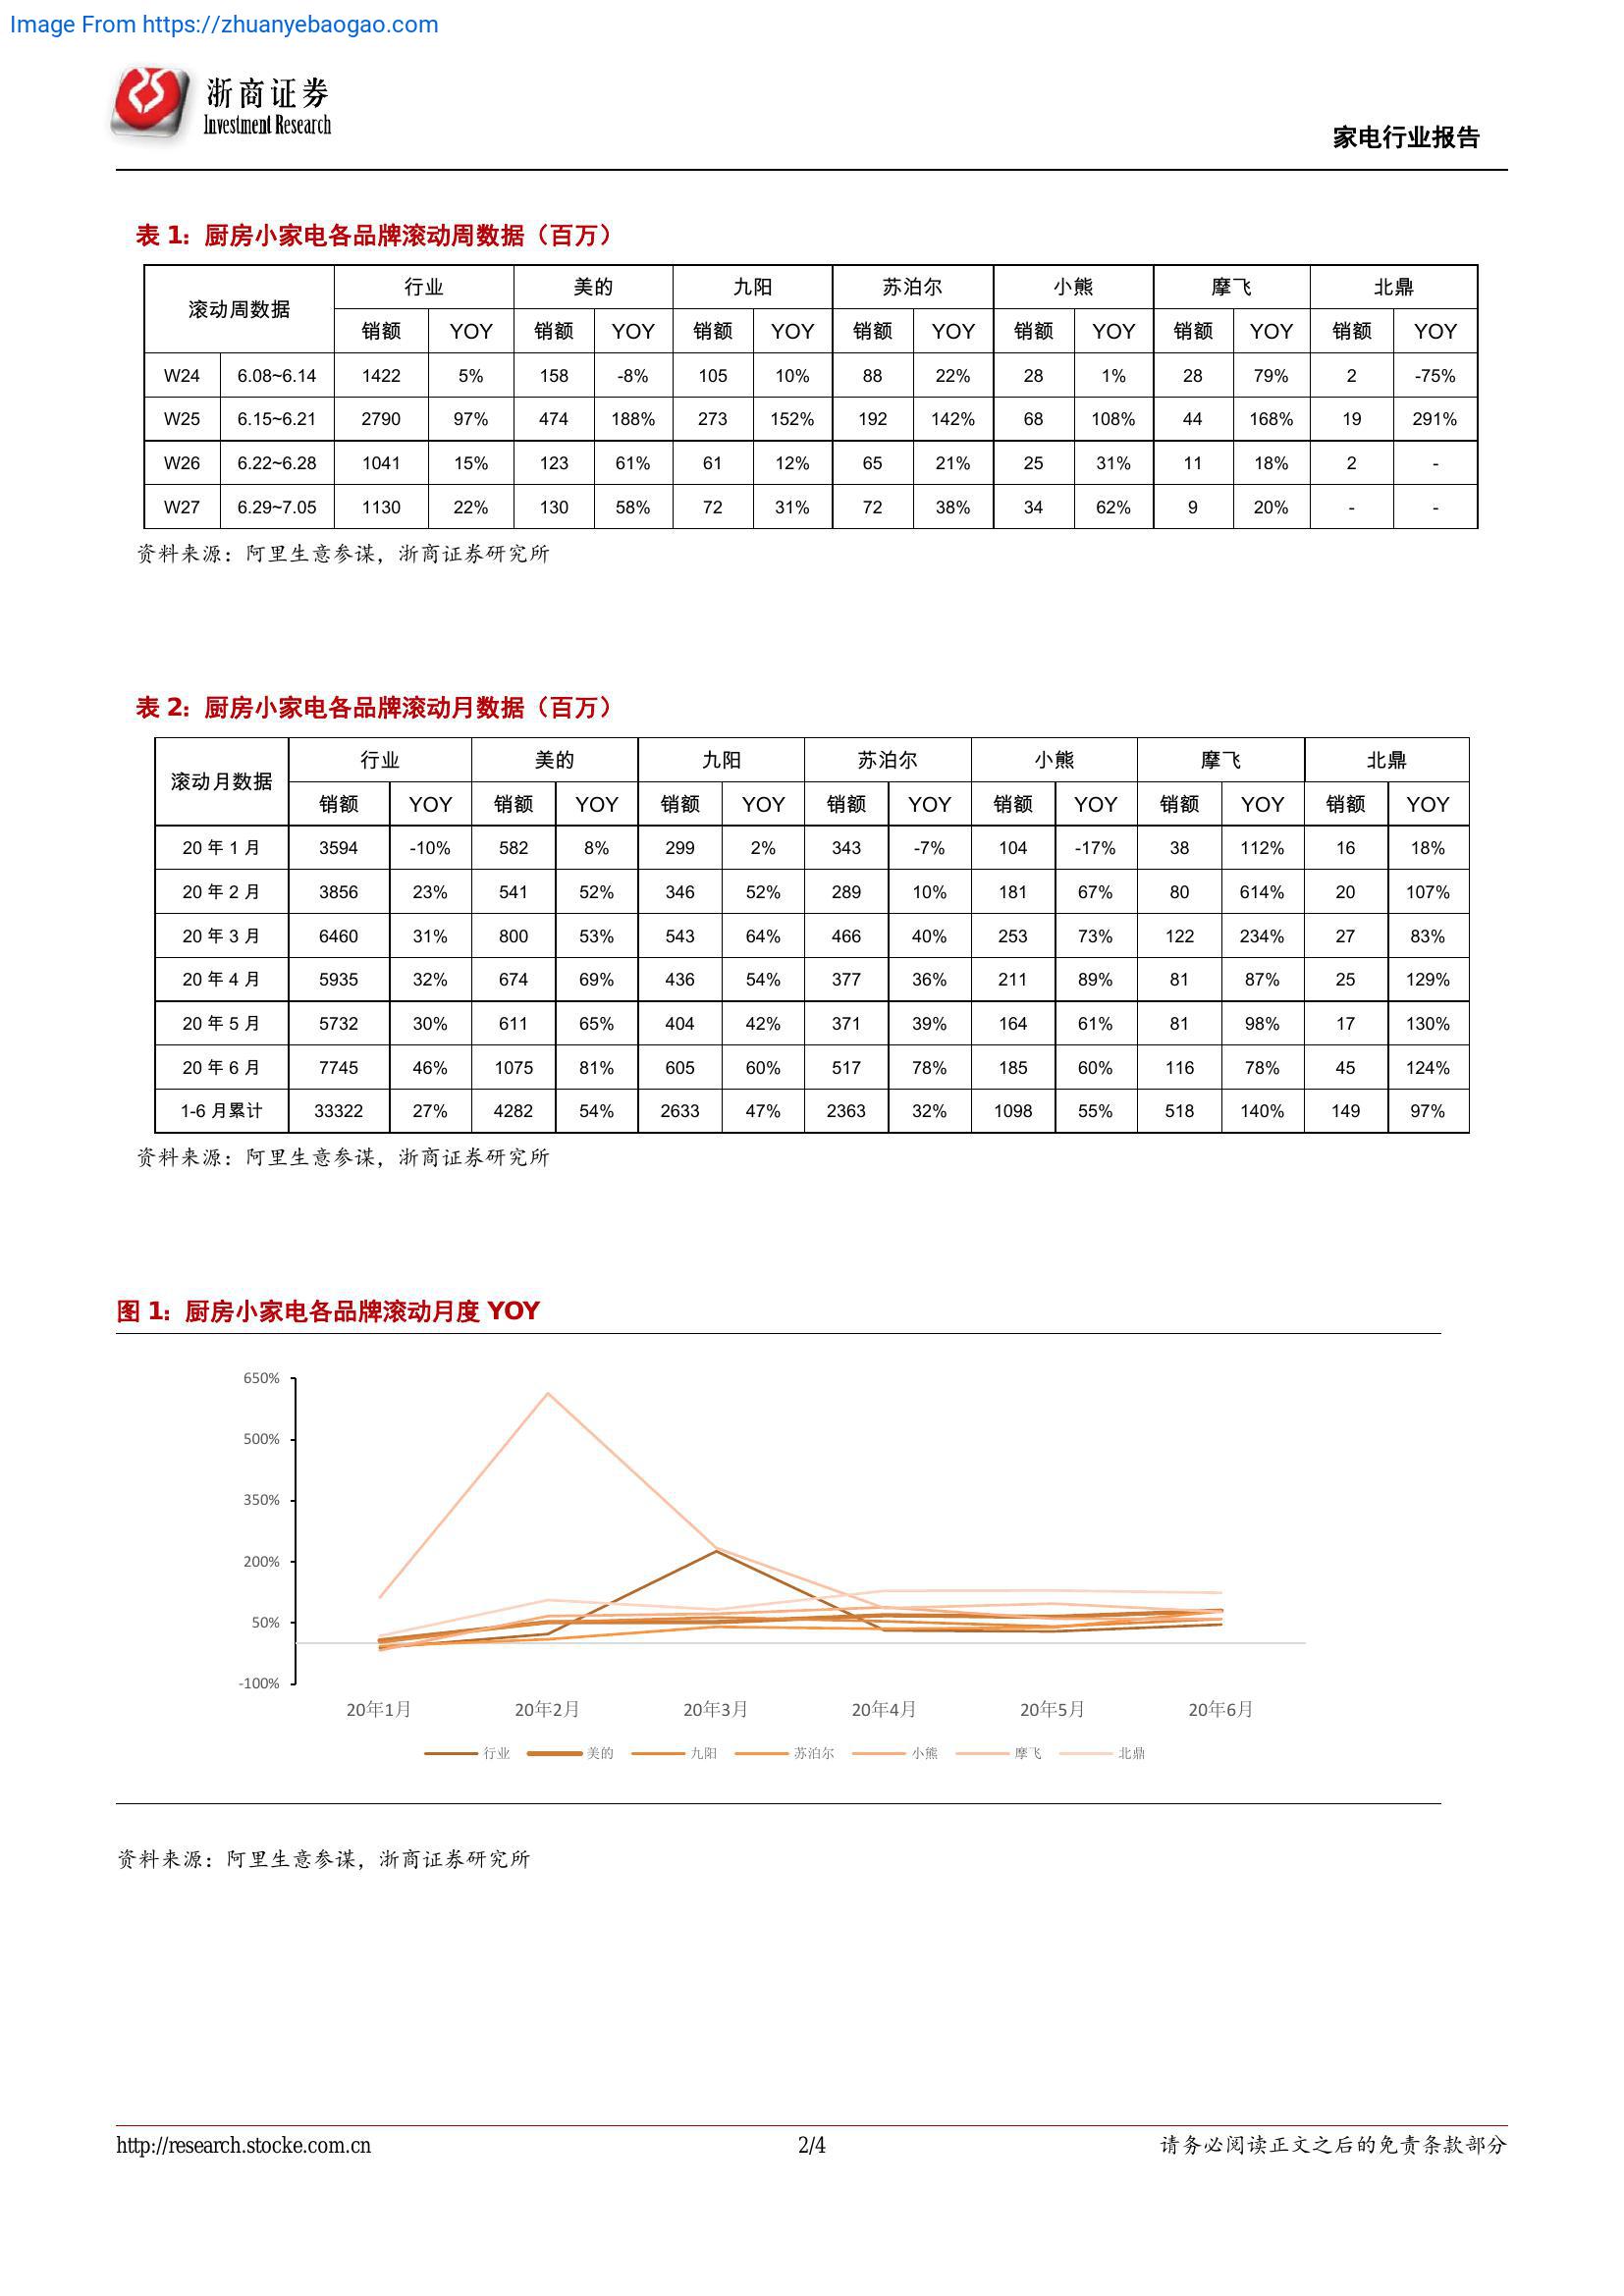 Image From https://zhuanyebaogao.com
浙商证券
Investment Research
家电行业报告
表 1：厨房小家电各品牌滚动周数据（百万）
滚动周数据 行业 美的 九阳 苏泊尔 小熊 摩飞 北鼎
销额 YOY 销额 YOY 销额 YOY 销额 YOY 销额 YOY 销额 YOY 销额 YOY
W24 6.08~6.14 1422 5% 158 -8% 105 10% 88 22% 28 1% 28 79% 2 -75%
W25 6.15~6.21 2790 97% 474 188% 273 152% 192 142% 68 108% 44 168% 19 291%
W26 6.22~6.28 1041 15% 123 61% 61 12% 65 21% 25 31% 11 18% 2 -
W27 6.29~7.05 1130 22% 130 58% 72 31% 72 38% 34 62% 9 20% - -
资料来源：阿里生意参谋，浙商证券研究所
表 2：厨房小家电各品牌滚动月数据（百万）
滚动月数据 行业 美的 九阳 苏泊尔 小熊 摩飞 北鼎
销额 YOY 销额 YOY 销额 YOY 销额 YOY 销额 YOY 销额 YOY 销额 YOY
20 年 1 月 3594 -10% 582 8% 299 2% 343 -7% 104 -17% 38 112% 16 18%
20 年 2 月 3856 23% 541 52% 346 52% 289 10% 181 67% 80 614% 20 107%
20 年 3 月 6460 31% 800 53% 543 64% 466 40% 253 73% 122 234% 27 83%
20 年 4 月 5935 32% 674 69% 436 54% 377 36% 211 89% 81 87% 25 129%
20 年 5 月 5732 30% 611 65% 404 42% 371 39% 164 61% 81 98% 17 130%
20 年 6 月 7745 46% 1075 81% 605 60% 517 78% 185 60% 116 78% 45 124%
1-6 月累计 33322 27% 4282 54% 2633 47% 2363 32% 1098 55% 518 140% 149 97%
资料来源：阿里生意参谋，浙商证券研究所
图 1：厨房小家电各品牌滚动月度 YOY
650%
500%
350%
200%
50%
-100%
20年1月 20年2月 20年3月 20年4月 20年5月 20年6月
行业 美的 九阳 苏泊尔 小熊 摩飞 北鼎
资料来源：阿里生意参谋，浙商证券研究所
http://research.stocke.com.cn 2/4 请务必阅读正文之后的免责条款部分